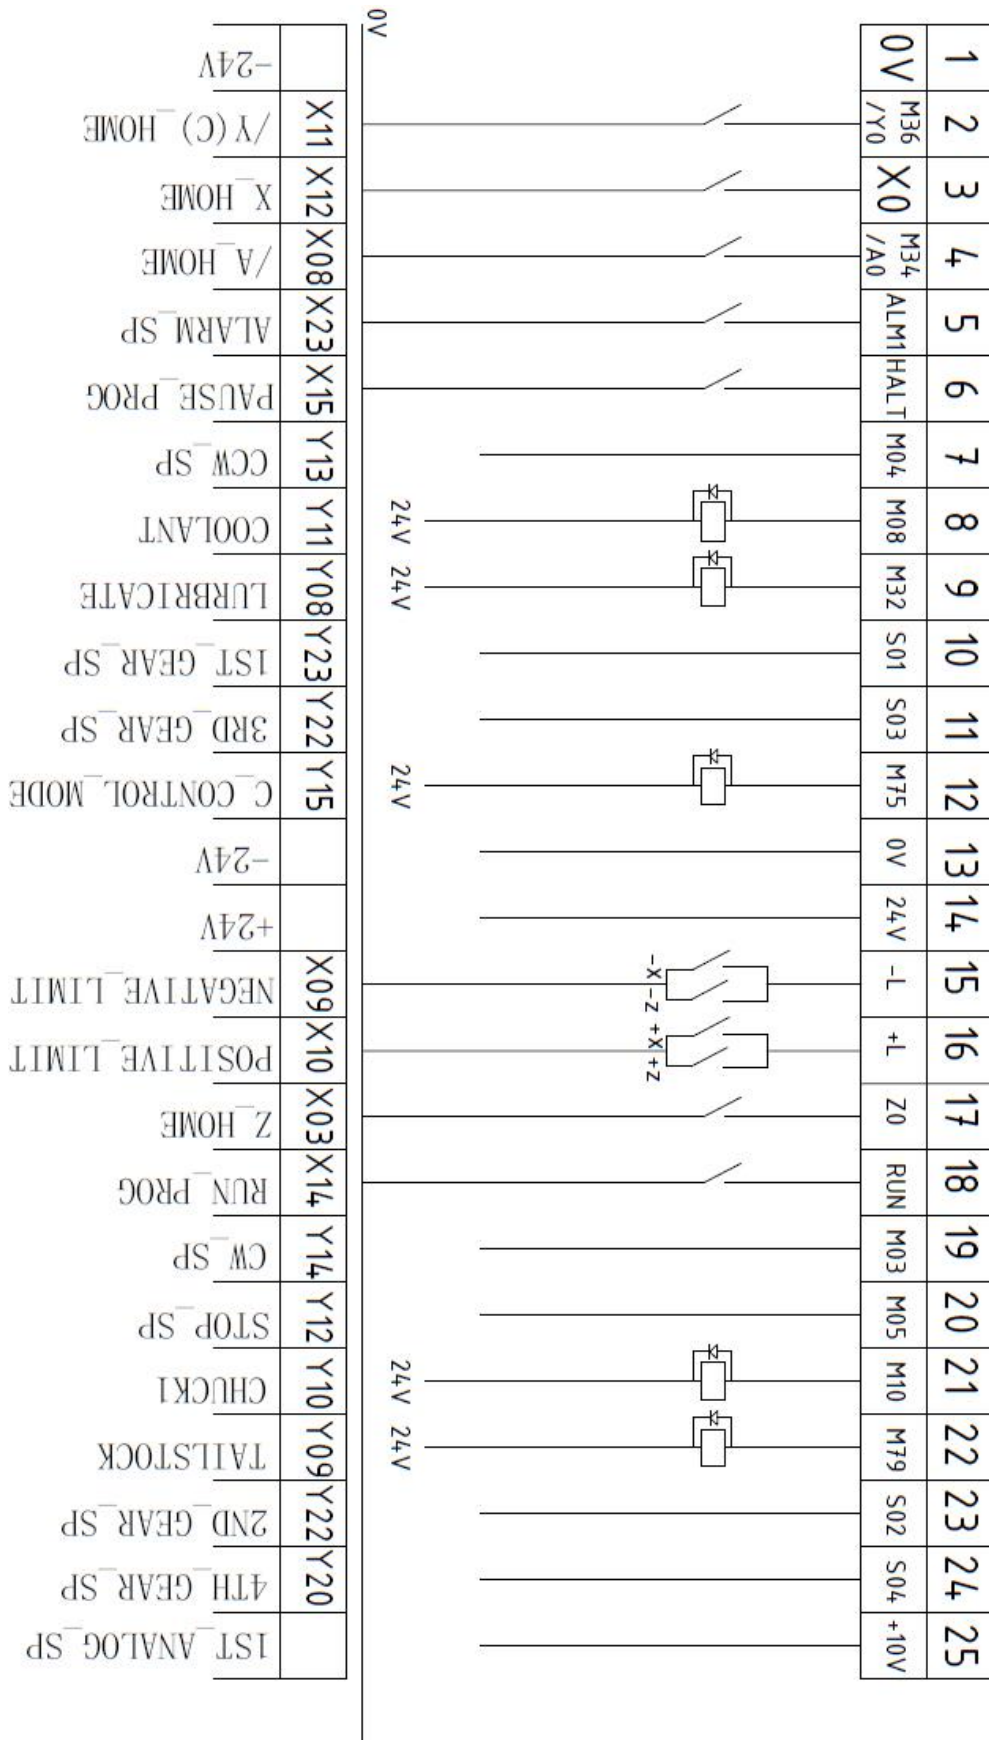 0V
-24V 0V 1
/Y(C)_HOME X11 M36 /Y0 2
X_HOME X12 X0 3
/A_HOME X08 M34 /A0 4
ALARM_SP X23 ALM1 5
PAUSE_PROG X15 HALT 6
CCW_SP Y13 M04 7
COOLANT Y11 24V M08 8
LURBRICATE Y08 24V M32 9
1ST_GEAR_SP Y23 S01 10
3RD_GEAR_SP Y22 S03 11
C_CONTROL_MODE Y15 24V M75 12
-24V 0V 13
+24V 24V 14
NEGATIVE_LIMIT X09 -X -Z -L 15
POSITIVE_LIMIT X10 +X +Z +L 16
Z_HOME X03 Z0 17
RUN_PROG X14 RUN 18
CW_SP Y14 M03 19
STOP_SP Y12 M05 20
CHUCK1 Y10 24V M10 21
TAILSTOCK Y09 24V M79 22
2ND_GEAR_SP Y22 S02 23
4TH_GEAR_SP Y20 S04 24
1ST_ANALOG_SP +10V 25